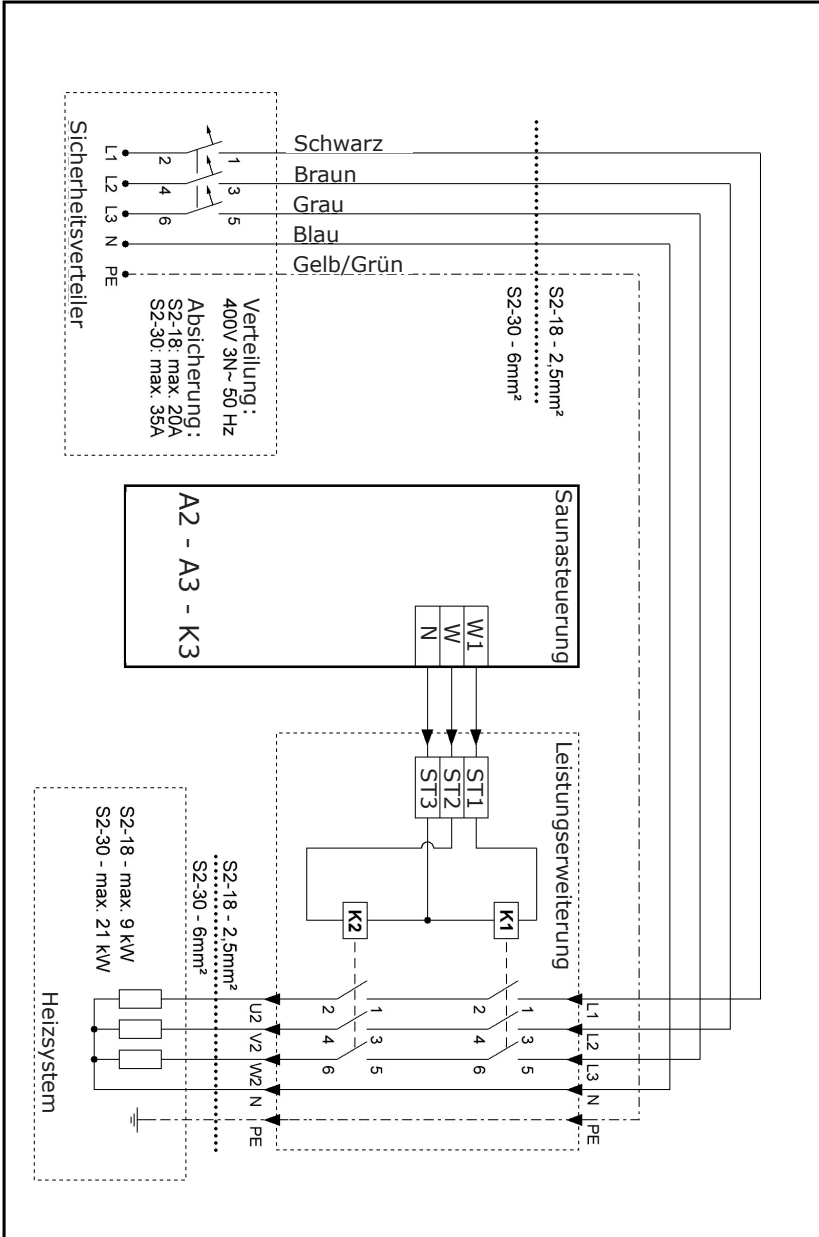 Sicherheitsverteiler
L1
L2
L3
N
PE
2
4
6
1
3
5
Schwarz
Braun
Grau
Blau
Gelb/Grün
Verteilung:
400V 3N~ 50 Hz
Absicherung:
S2-18: max. 20A
S2-30: max. 35A
S2-18 - 2,5mm²
S2-30 - 6mm²
Saunasteuerung
W1
W
N
A2 - A3 - K3
Leistungserweiterung
ST1
ST2
ST3
K1
K2
L1
L2
L3
N
PE
1
3
5
2
4
6
1
3
5
2
4
6
U2
V2
W2
N
PE
S2-18 - 2,5mm²
S2-30 - 6mm²
S2-18 - max. 9 kW
S2-30 - max. 21 kW
Heizsystem